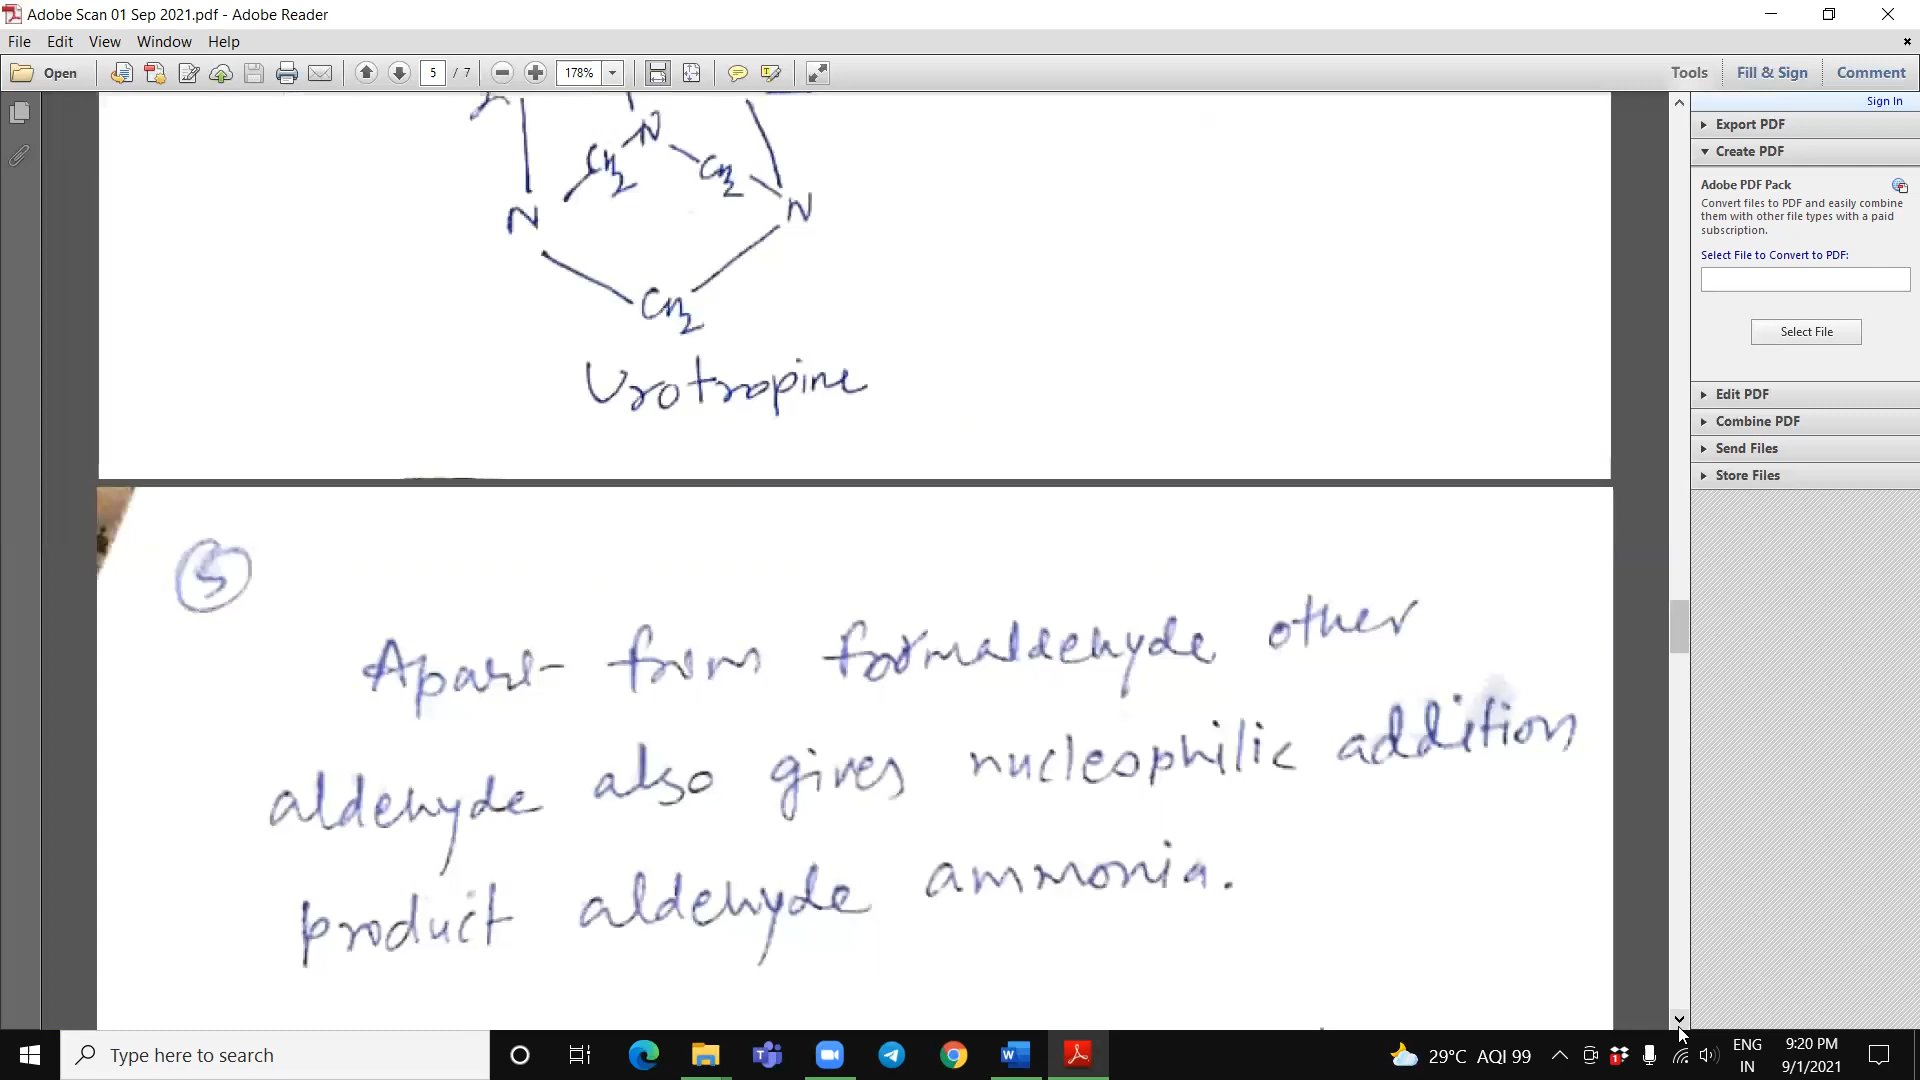 Adobe Scan 01 Sep 2021.pdf - Adobe Reader
File Edit View Window Help
Open 5 / 7 178% Tools Fill & Sign Comment
Sign In
Export PDF
Create PDF
Adobe PDF Pack
Convert files to PDF and easily combine
them with other file types with a paid
subscription.
Select File to Convert to PDF:
Select File
Edit PDF
Combine PDF
Send Files
Store Files
N
CH2 CH2
N N
CH2
Urotropine
5
Apart from formaldehyde other
aldehyde also gives nucleophilic addition
product aldehyde ammonia.
Type here to search
29°C AQI 99
1
ENG
IN
9:20 PM
9/1/2021